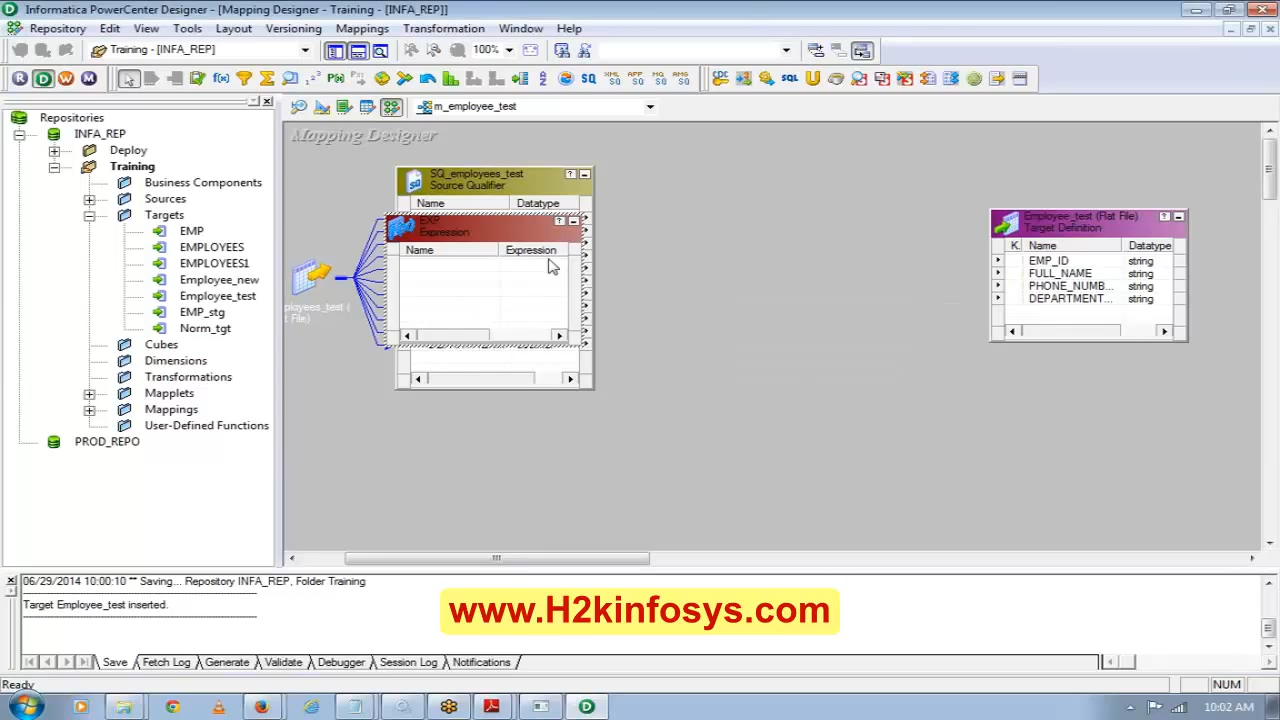 Informatica PowerCenter Designer - [Mapping Designer - Training - [INFA_REP]]
Repository Edit View Tools Layout Versioning Mappings Transformation Window Help
Training - [INFA_REP]
100%
R D W M
m_employee_test
Repositories
INFA_REP
Deploy
Training
Business Components
Sources
Targets
EMP
EMPLOYEES
EMPLOYEES1
Employee_new
Employee_test
EMP_stg
Norm_tgt
Cubes
Dimensions
Transformations
Mapplets
Mappings
User-Defined Functions
PROD_REPO
Mapping Designer
SQ_employees_test
Source Qualifier
Name Datatype
EXP
Expression
Name Expression
ployees_test (
t File)
Employee_test (Flat File)
Target Definition
K. Name Datatype
EMP_ID string
FULL_NAME string
PHONE_NUMB... string
DEPARTMENT... string
06/29/2014 10:00:10 ** Saving... Repository INFA_REP, Folder Training
Target Employee_test inserted.
www.H2kinfosys.com
Save Fetch Log Generate Validate Debugger Session Log Notifications
Ready
NUM
10:02 AM